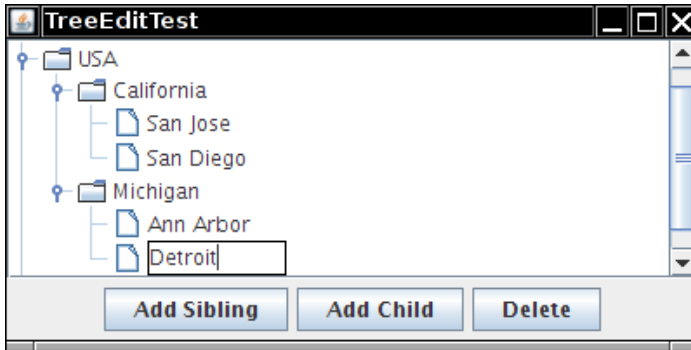 TreeEditTest
USA
California
San Jose
San Diego
Michigan
Ann Arbor
Detroit
Add Sibling Add Child Delete